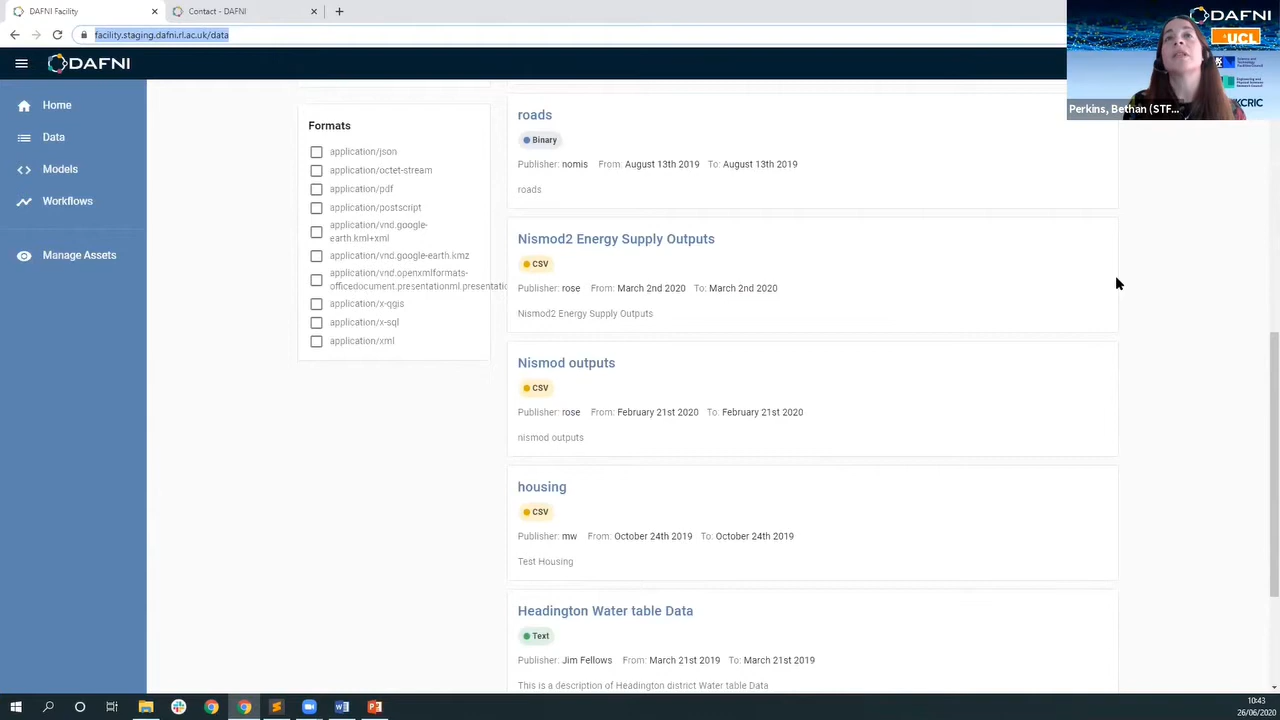 DAFNI Facility
Contact - DAFNI
facility.staging.dafni.rl.ac.uk/data
DAFNI
DAFNI
UCL
Perkins, Bethan (STF...
Home
Data
Models
Workflows
Manage Assets
Formats
application/json
application/octet-stream
application/pdf
application/postscript
application/vnd.google-
earth.kml+xml
application/vnd.google-earth.kmz
application/vnd.openxmlformats-
officedocument.presentationml.presentatio
application/x-qgis
application/x-sql
application/xml
roads
Binary
Publisher: nomis From: August 13th 2019 To: August 13th 2019
roads
Nismod2 Energy Supply Outputs
CSV
Publisher: rose From: March 2nd 2020 To: March 2nd 2020
Nismod2 Energy Supply Outputs
Nismod outputs
CSV
Publisher: rose From: February 21st 2020 To: February 21st 2020
nismod outputs
housing
CSV
Publisher: mw From: October 24th 2019 To: October 24th 2019
Test Housing
Headington Water table Data
Text
Publisher: Jim Fellows From: March 21st 2019 To: March 21st 2019
This is a description of Headington district Water table Data
10:43
26/06/2020